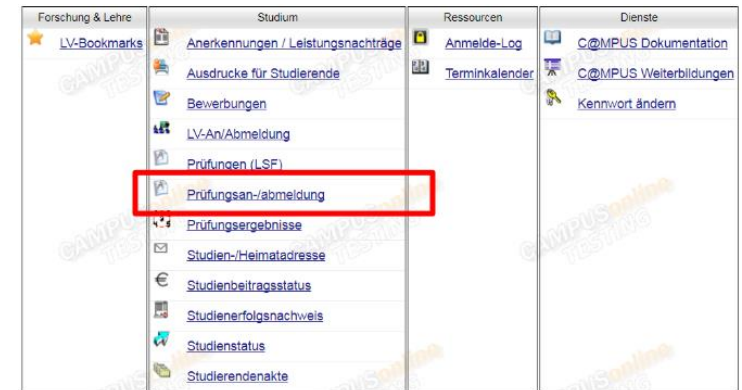 Forschung & Lehre
LV-Bookmarks
Studium
Anerkennungen / Leistungsnachträge
Ausdrucke für Studierende
Bewerbungen
LV-An/Abmeldung
Prüfungen (LSF)
Prüfungsan-/abmeldung
Prüfungsergebnisse
Studien-/Heimatadresse
Studienbeitragsstatus
Studienerfolgsnachweis
Studienstatus
Studierendenakte
Ressourcen
Anmelde-Log
Terminkalender
Dienste
C@MPUS Dokumentation
C@MPUS Weiterbildungen
Kennwort ändern